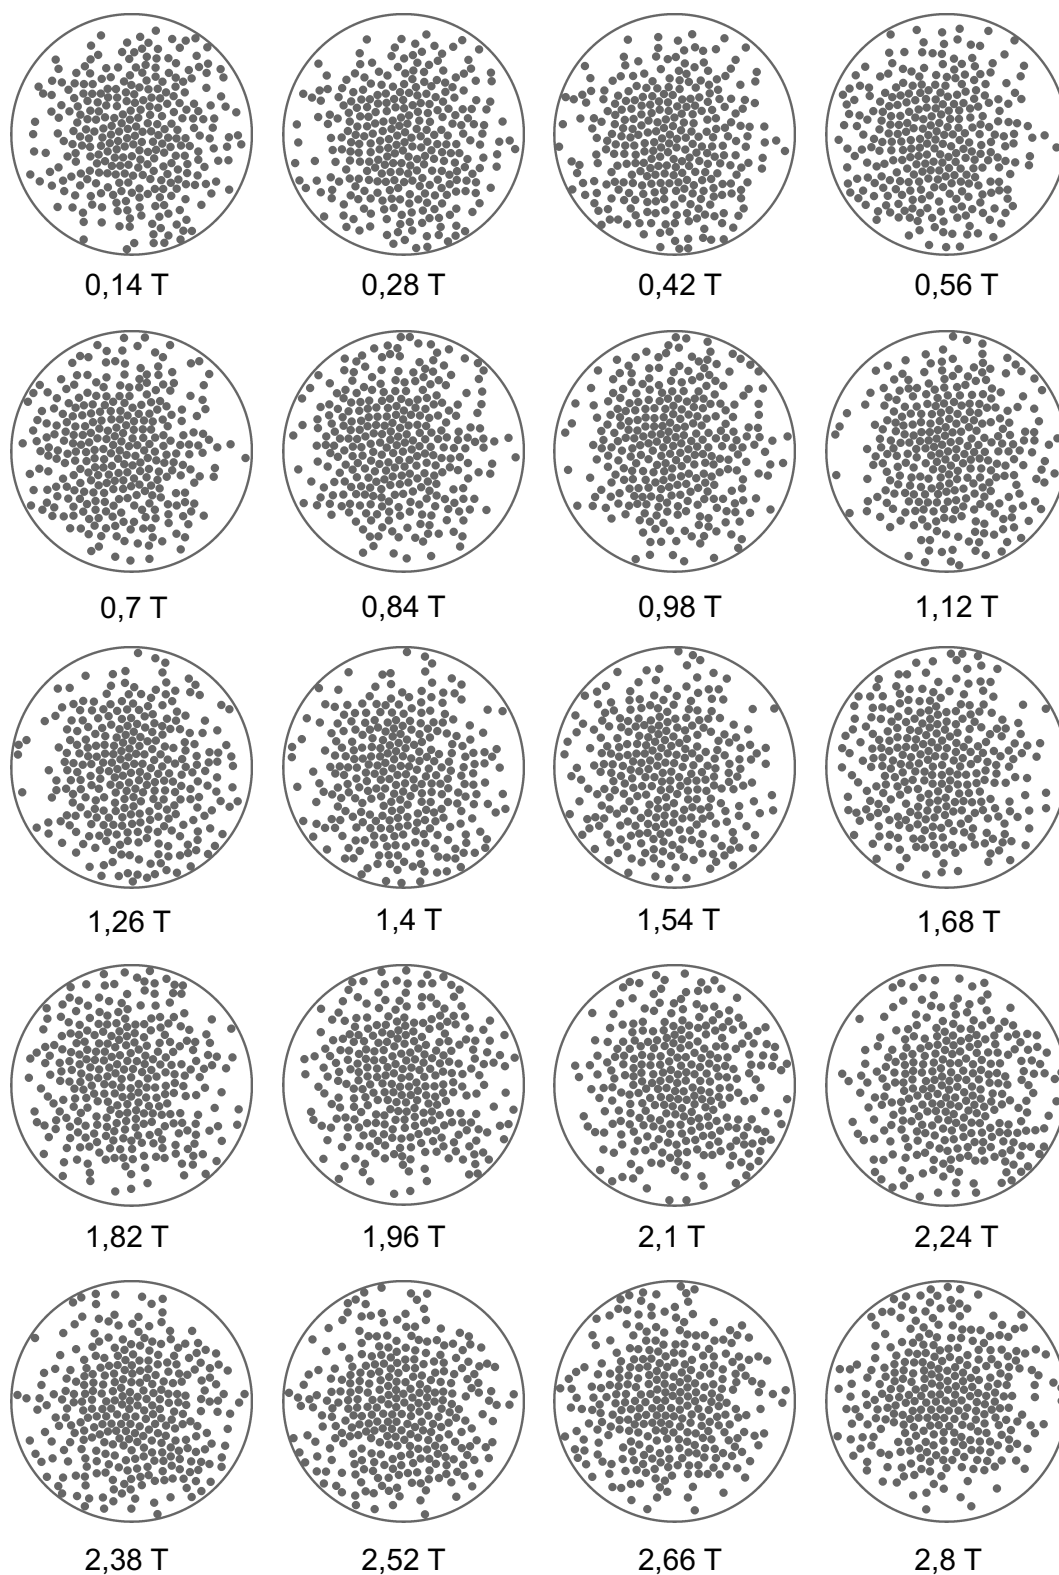 0,14 T 0,28 T 0,42 T 0,56 T
0,7 T 0,84 T 0,98 T 1,12 T
1,26 T 1,4 T 1,54 T 1,68 T
1,82 T 1,96 T 2,1 T 2,24 T
2,38 T 2,52 T 2,66 T 2,8 T